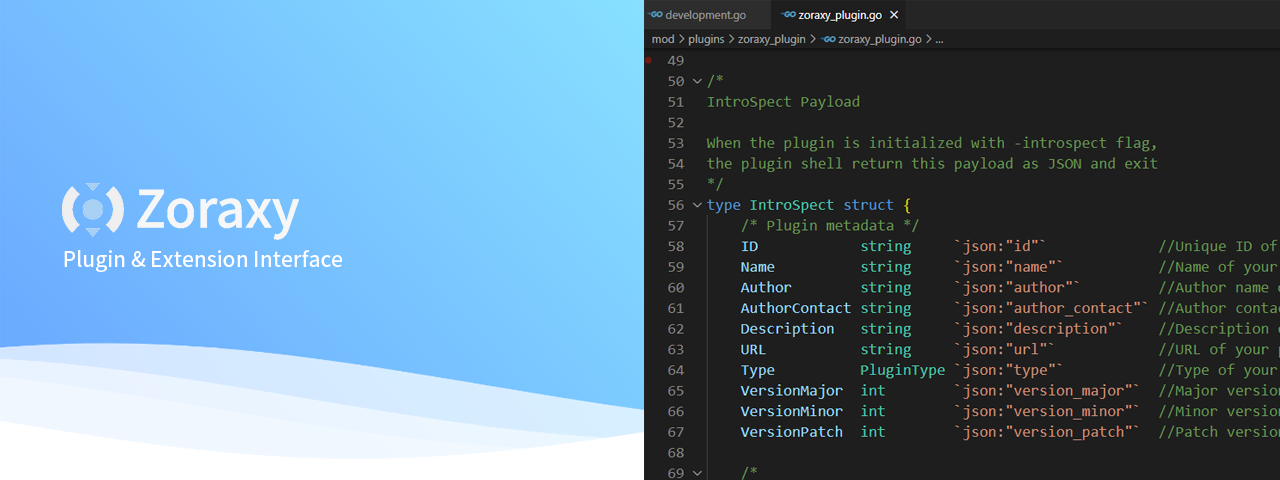 Zoraxy
Plugin & Extension Interface
development.go
zoraxy_plugin.go
mod > plugins > zoraxy_plugin > zoraxy_plugin.go > ...
49
50 /*
51 IntroSpect Payload
52
53 When the plugin is initialized with -introspect flag,
54 the plugin shell return this payload as JSON and exit
55 */
56 type IntroSpect struct {
57 /* Plugin metadata */
58 ID string `json:"id"` //Unique ID of
59 Name string `json:"name"` //Name of your
60 Author string `json:"author"` //Author name
61 AuthorContact string `json:"author_contact"` //Author
62 Description string `json:"description"` //Description
63 URL string `json:"url"` //URL of your
64 Type PluginType `json:"type"` //Type of your
65 VersionMajor int `json:"version_major"` //Major
66 VersionMinor int `json:"version_minor"` //Minor
67 VersionPatch int `json:"version_patch"` //Patch
68
69 /*